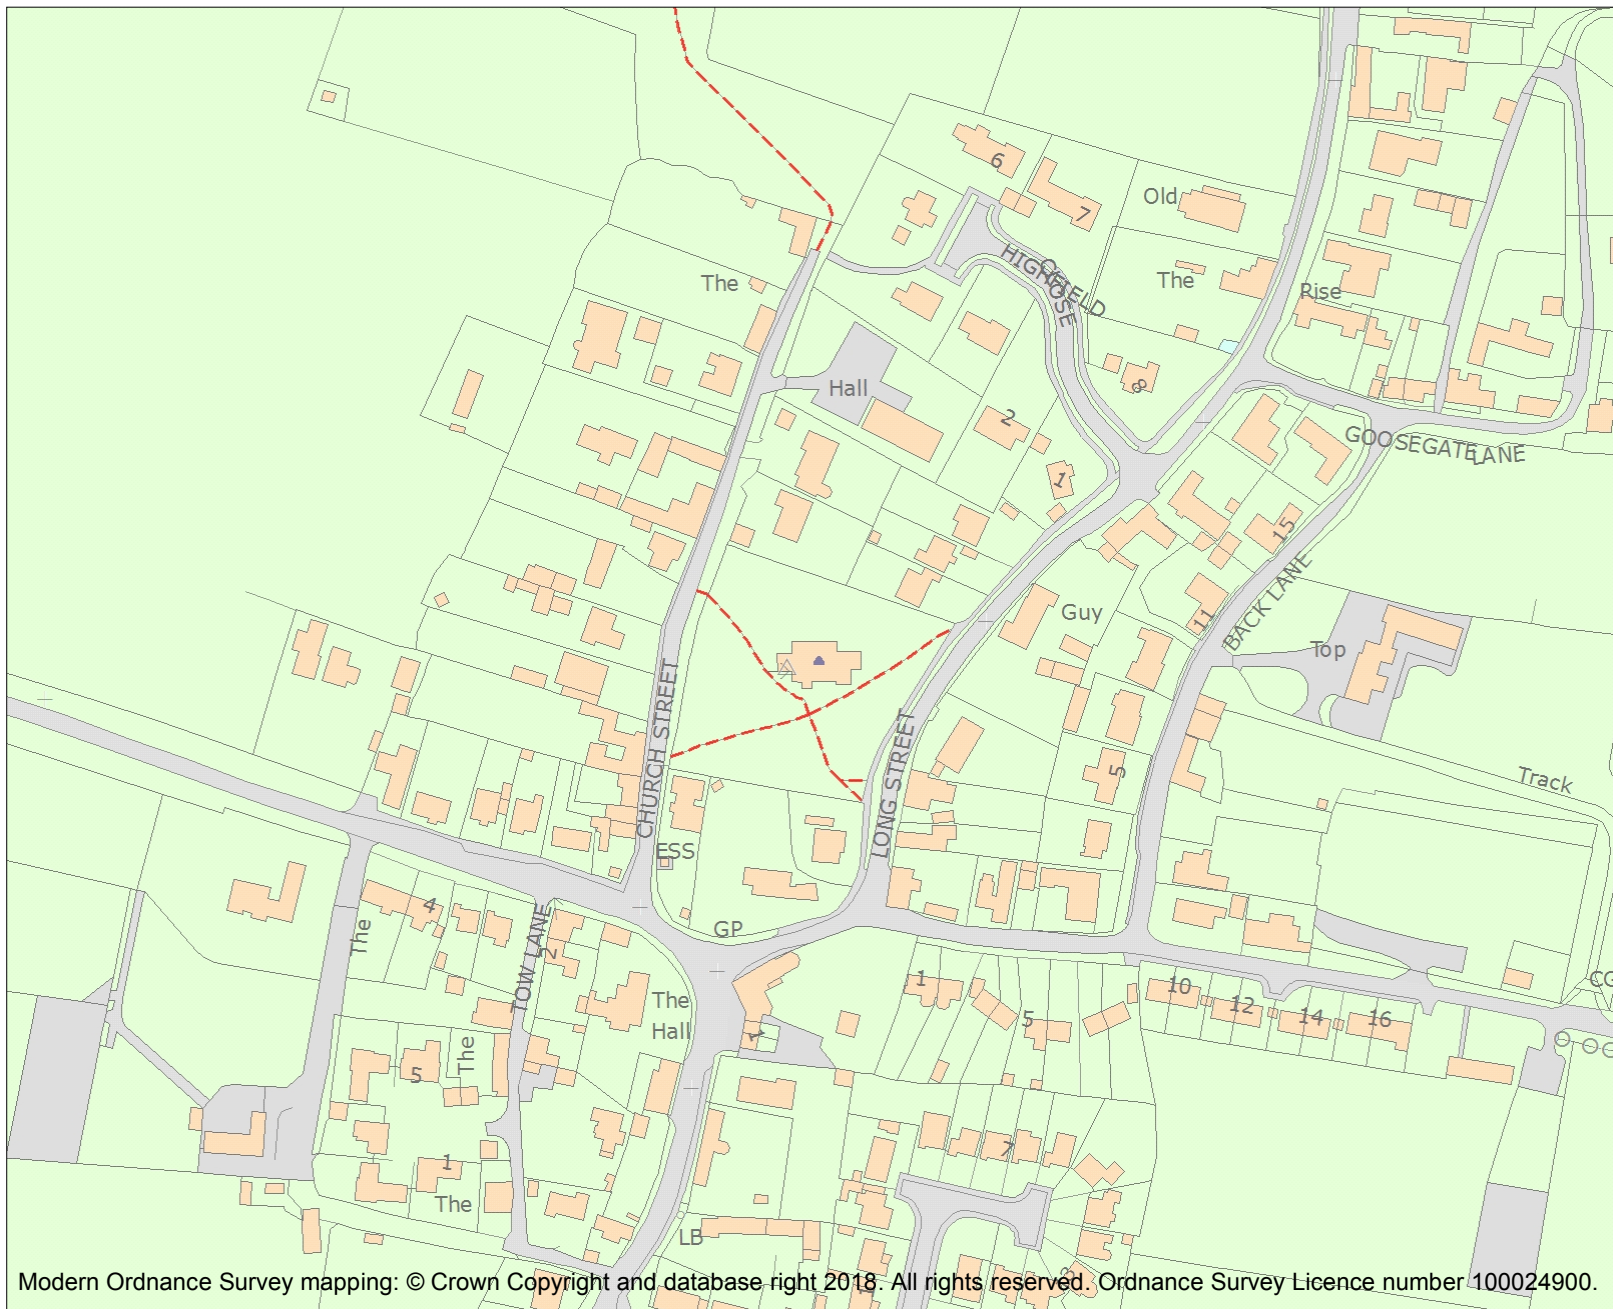 6
7
Old
The
HIGHFIELD
CLOSE
The
Rise
Hall
8
2
GOOSEGATE LANE
1
15
Guy
11
BACK LANE
Top
CHURCH STREET
LONG STREET
5
Track
ESS
4
GP
The
TOW LANE
2
1
10
CG
The
Hall
12
14
16
5
1
The
5
7
1
The
LB
3
Modern Ordnance Survey mapping: © Crown Copyright and database right 2018. All rights reserved. Ordnance Survey Licence number 100024900.